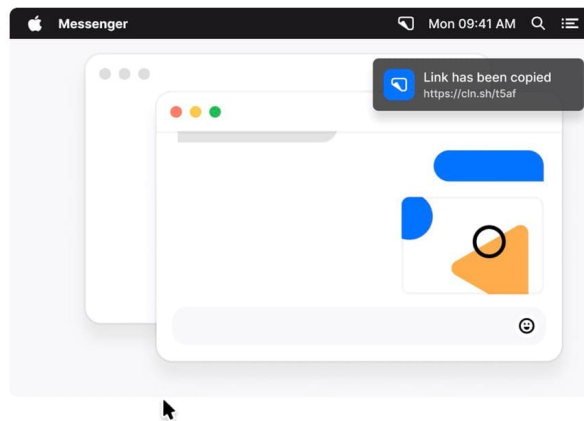 Messenger
Mon 09:41 AM
Link has been copied
https://cln.sh/t5af